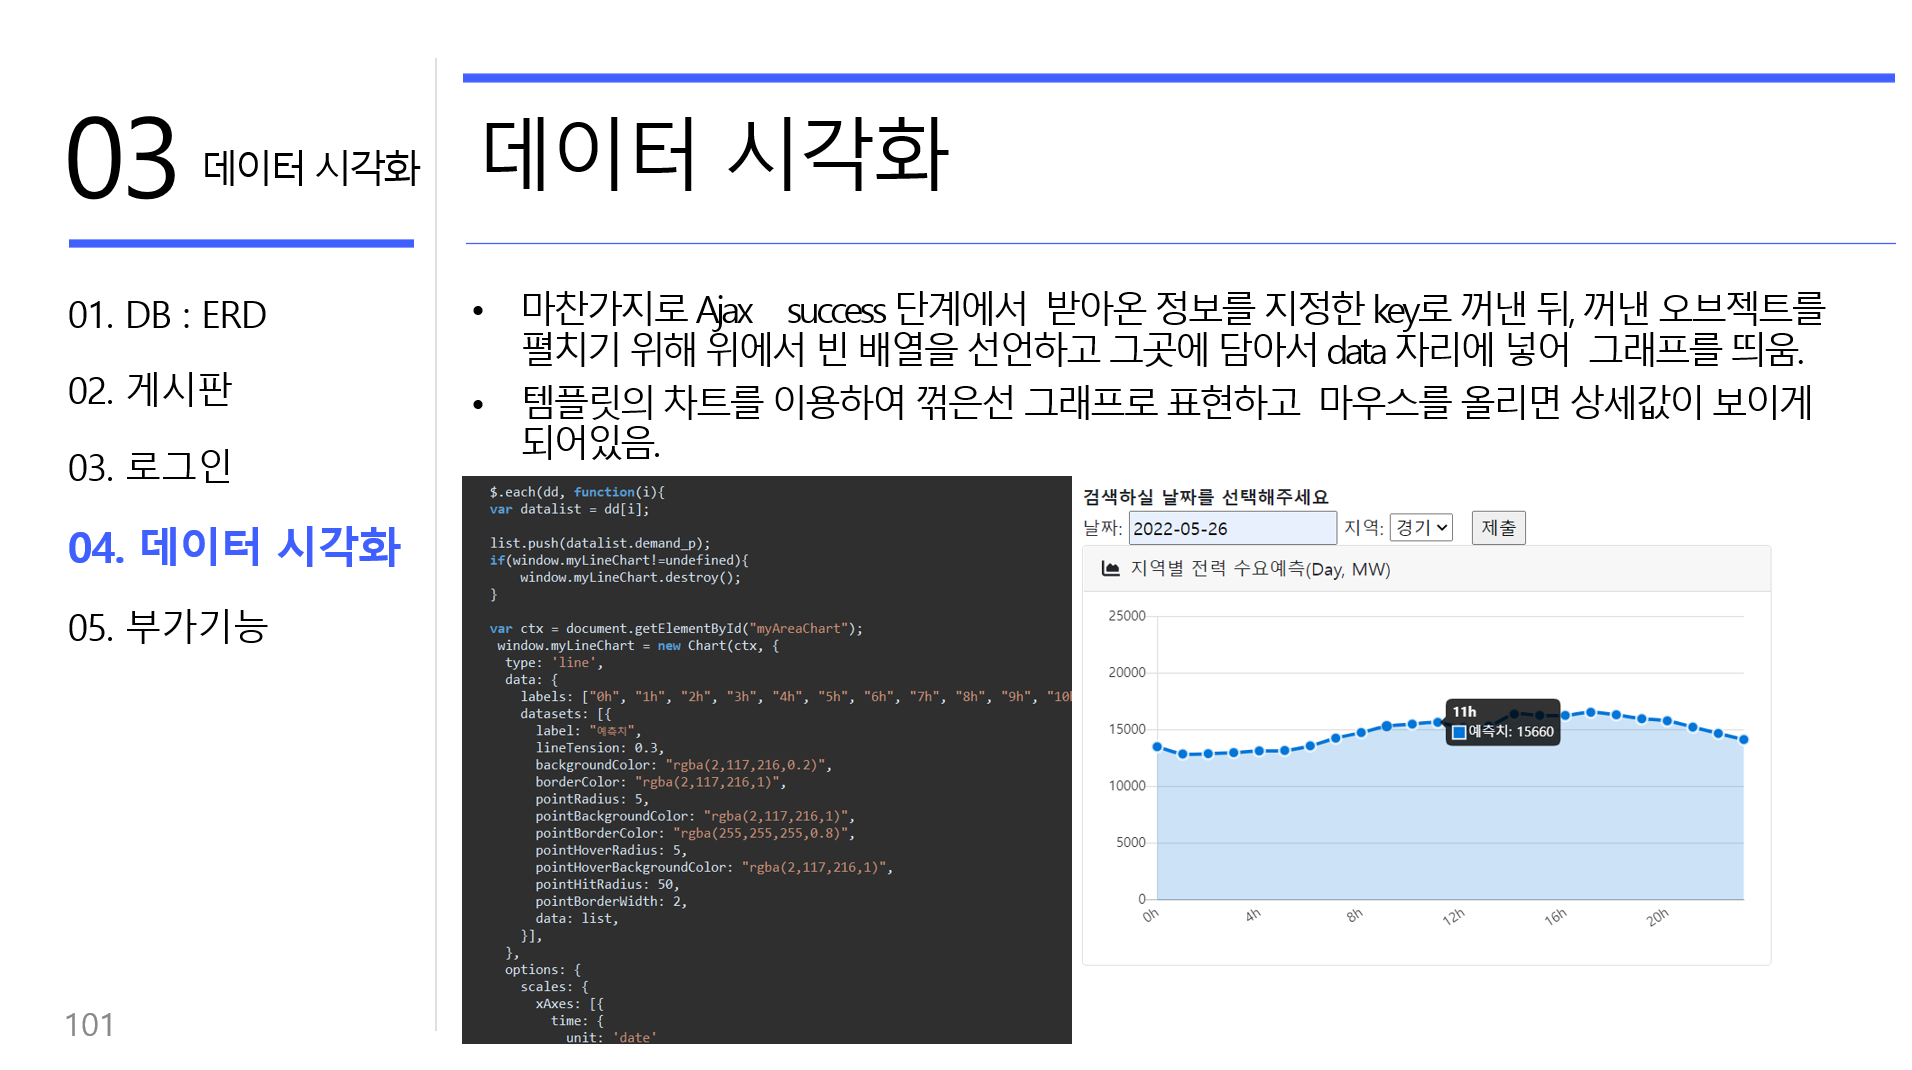 03 데이터 시각화
01. DB : ERD
02. 게시판
03. 로그인
04. 데이터 시각화
05. 부가기능
101
데이터 시각화
• 마찬가지로 Ajax success 단계에서 받아온 정보를 지정한 key로 꺼낸 뒤, 꺼낸 오브젝트를
펼치기 위해 위에서 빈 배열을 선언하고 그곳에 담아서 data 자리에 넣어 그래프를 띄움.
• 템플릿의 차트를 이용하여 꺾은선 그래프로 표현하고 마우스를 올리면 상세값이 보이게
되어있음.
$.each(dd, function(i){
var datalist = dd[i];
list.push(datalist.demand_p);
if(window.myLineChart!=undefined){
window.myLineChart.destroy();
}
var ctx = document.getElementById("myAreaChart");
window.myLineChart = new Chart(ctx, {
type: 'line',
data: {
labels: ["0h", "1h", "2h", "3h", "4h", "5h", "6h", "7h", "8h", "9h", "10h
datasets: [{
label: "예측치",
lineTension: 0.3,
backgroundColor: "rgba(2,117,216,0.2)",
borderColor: "rgba(2,117,216,1)",
pointRadius: 5,
pointBackgroundColor: "rgba(2,117,216,1)",
pointBorderColor: "rgba(255,255,255,0.8)",
pointHoverRadius: 5,
pointHoverBackgroundColor: "rgba(2,117,216,1)",
pointHitRadius: 50,
pointBorderWidth: 2,
data: list,
}],
},
options: {
scales: {
xAxes: [{
time: {
unit: 'date'
검색하실 날짜를 선택해주세요
날짜: 2022-05-26 지역: 경기 제출
지역별 전력 수요예측(Day, MW)
25000
20000
15000
10000
5000
0
11h
예측치: 15660
0h 4h 8h 12h 16h 20h